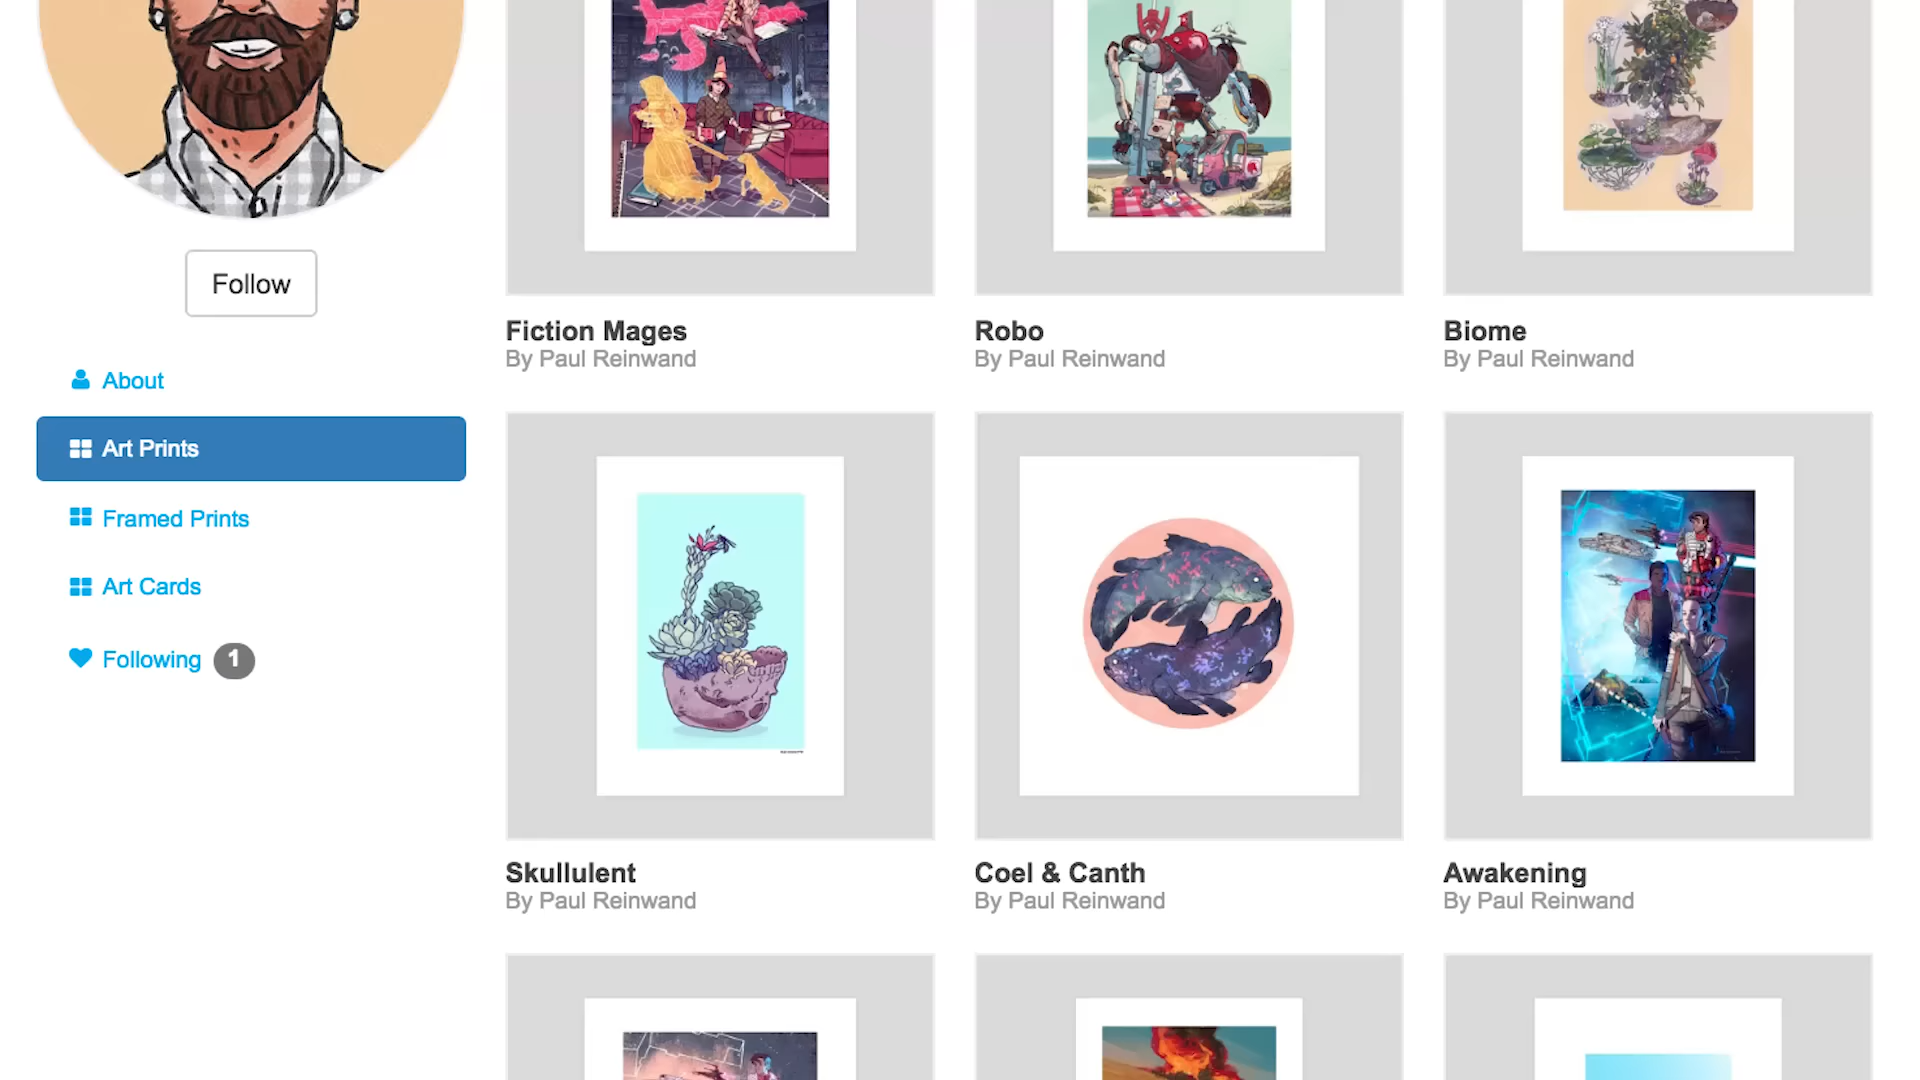 Follow
About
Art Prints
Framed Prints
Art Cards
Following 1
Fiction Mages
By Paul Reinwand
Robo
By Paul Reinwand
Biome
By Paul Reinwand
Skullulent
By Paul Reinwand
Coel & Canth
By Paul Reinwand
Awakening
By Paul Reinwand